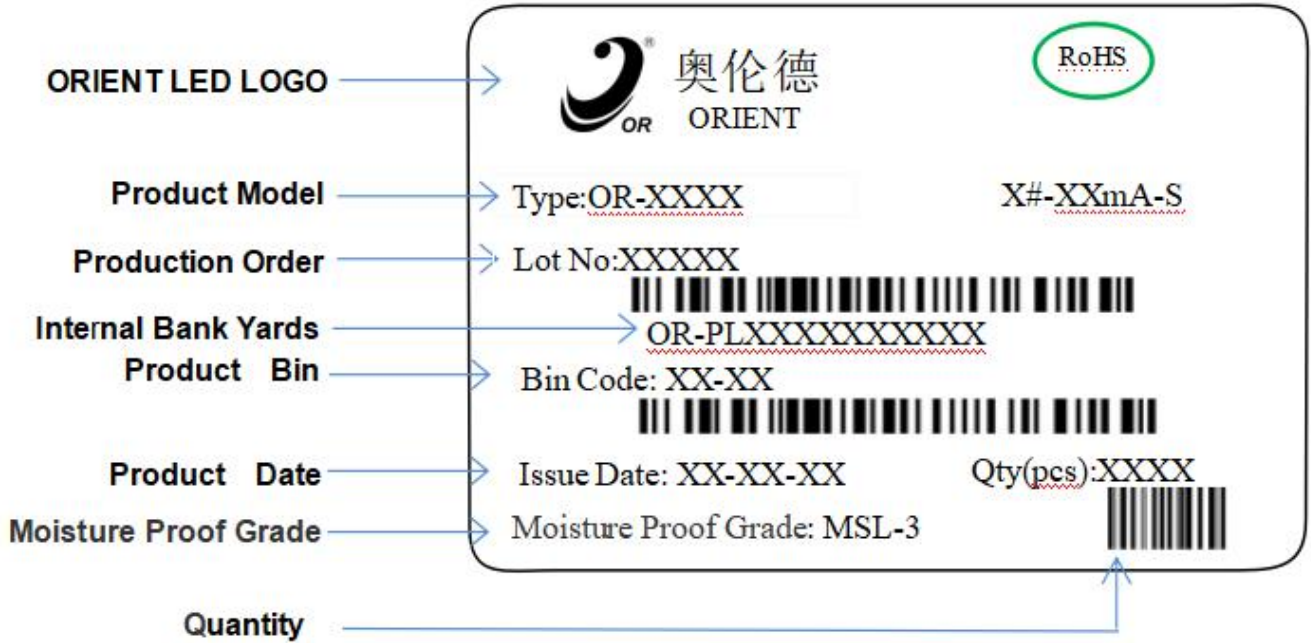 ORIENT LED LOGO
奥伦德
ORIENT
OR
®
RoHS
Product Model
Type:OR-XXXX
X#-XXmA-S
Production Order
Lot No:XXXXX
Internal Bank Yards
OR-PLXXXXXXXXXX
Product Bin
Bin Code: XX-XX
Product Date
Issue Date: XX-XX-XX
Qty(pcs):XXXX
Moisture Proof Grade
Moisture Proof Grade: MSL-3
Quantity